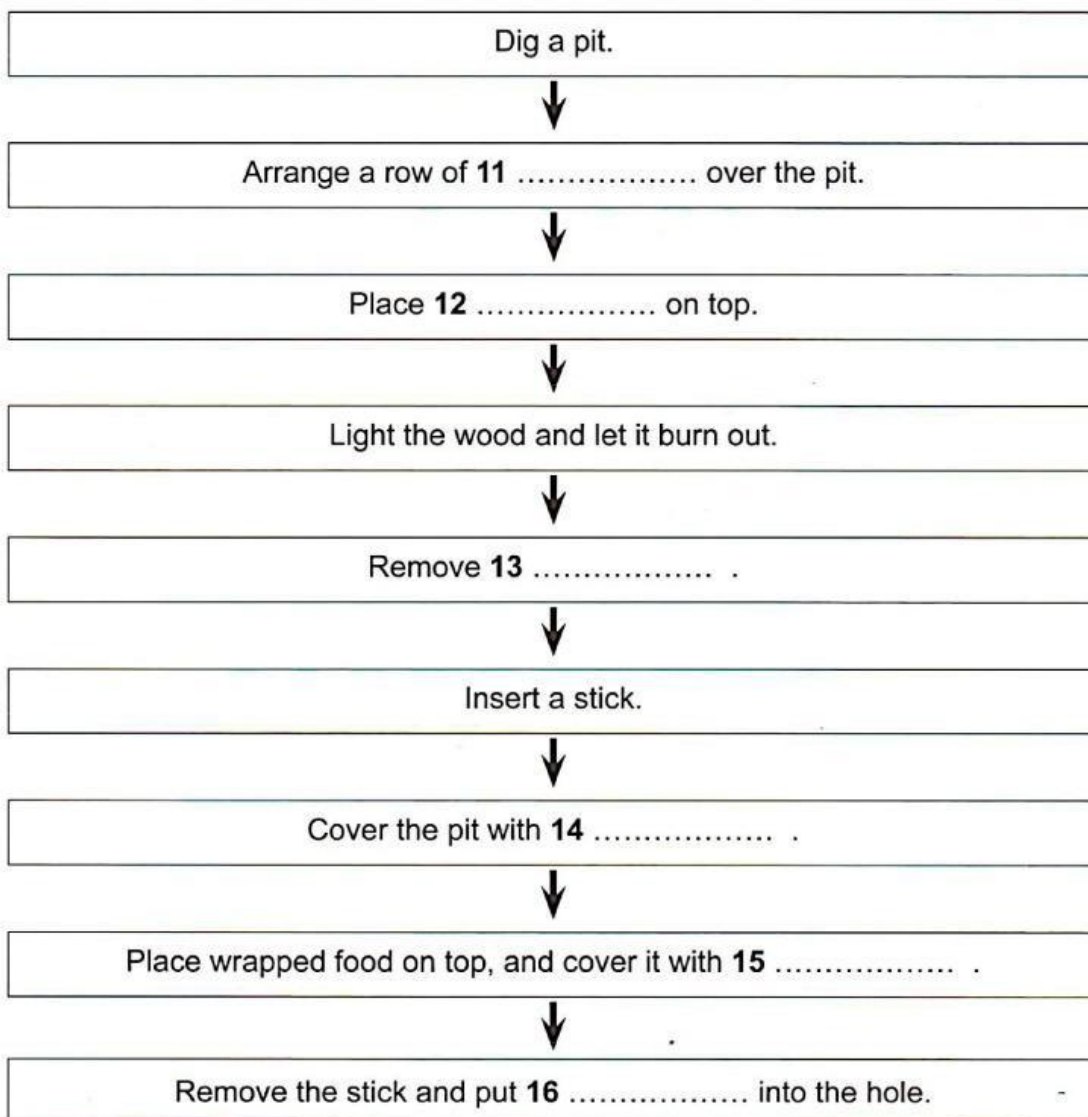 Dig a pit.
Arrange a row of 11 .................. over the pit.
Place 12 .................. on top.
Light the wood and let it burn out.
Remove 13 .................. .
Insert a stick.
Cover the pit with 14 .................. .
Place wrapped food on top, and cover it with 15 .................. .
Remove the stick and put 16 .................. into the hole.